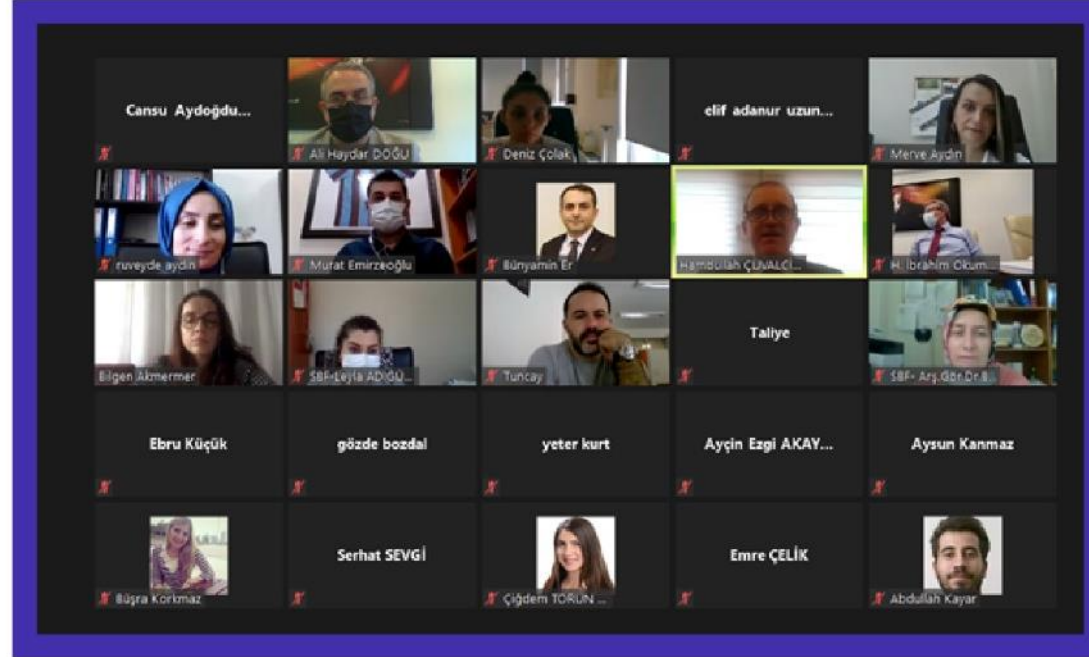 Cansu Aydoğdu...
Ali Haydar DOĞU
Deniz Çolak
elif adanur uzun...
Merve Aydın
ruveyde aydın
Murat Emirzeoğlu
Bünyamin Er
Hamdullah ÇUVALCI...
H. İbrahim Okum...
Bilgen Akmermer
SBF-Leyla ADIGÜ...
Tuncay
Taliye
SBF- Arş.Gör.Dr.B...
Ebru Küçük
gözde bozdal
yeter kurt
Ayçin Ezgi AKAY...
Aysun Kanmaz
Büşra Korkmaz
Serhat SEVGİ
Çiğdem TORUN ...
Emre ÇELİK
Abdullah Kayar